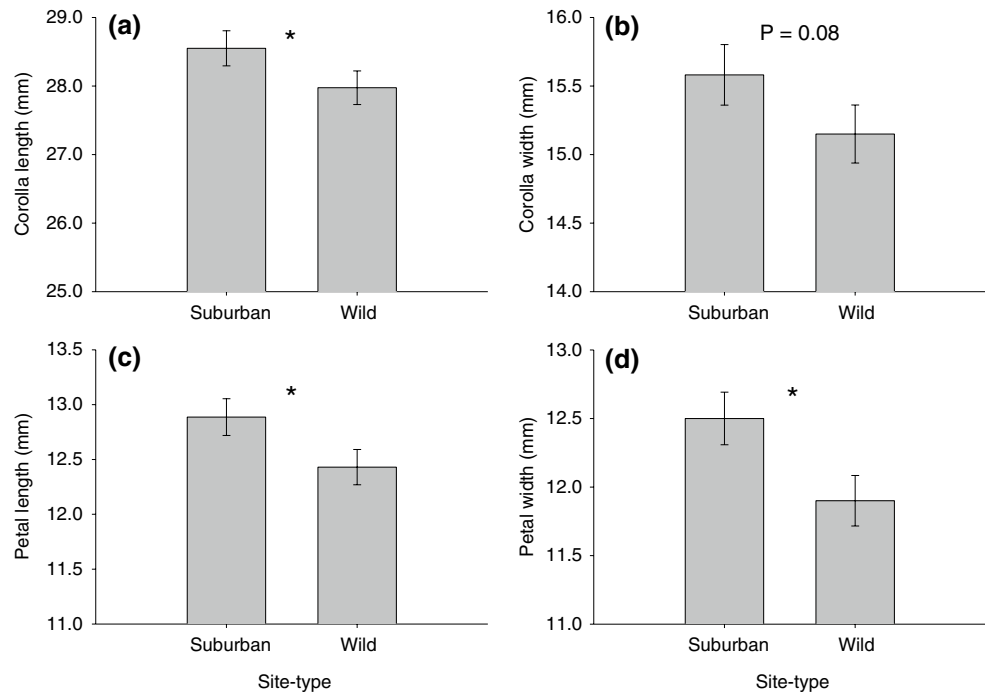 (a)
*
Corolla length (mm)
29.0
28.0
27.0
26.0
25.0
Suburban Wild
(b)
P = 0.08
Corolla width (mm)
16.0
15.5
15.0
14.5
14.0
Suburban Wild
(c)
*
Petal length (mm)
13.5
13.0
12.5
12.0
11.5
11.0
Suburban Wild
Site-type
(d)
*
Petal width (mm)
13.0
12.5
12.0
11.5
11.0
Suburban Wild
Site-type